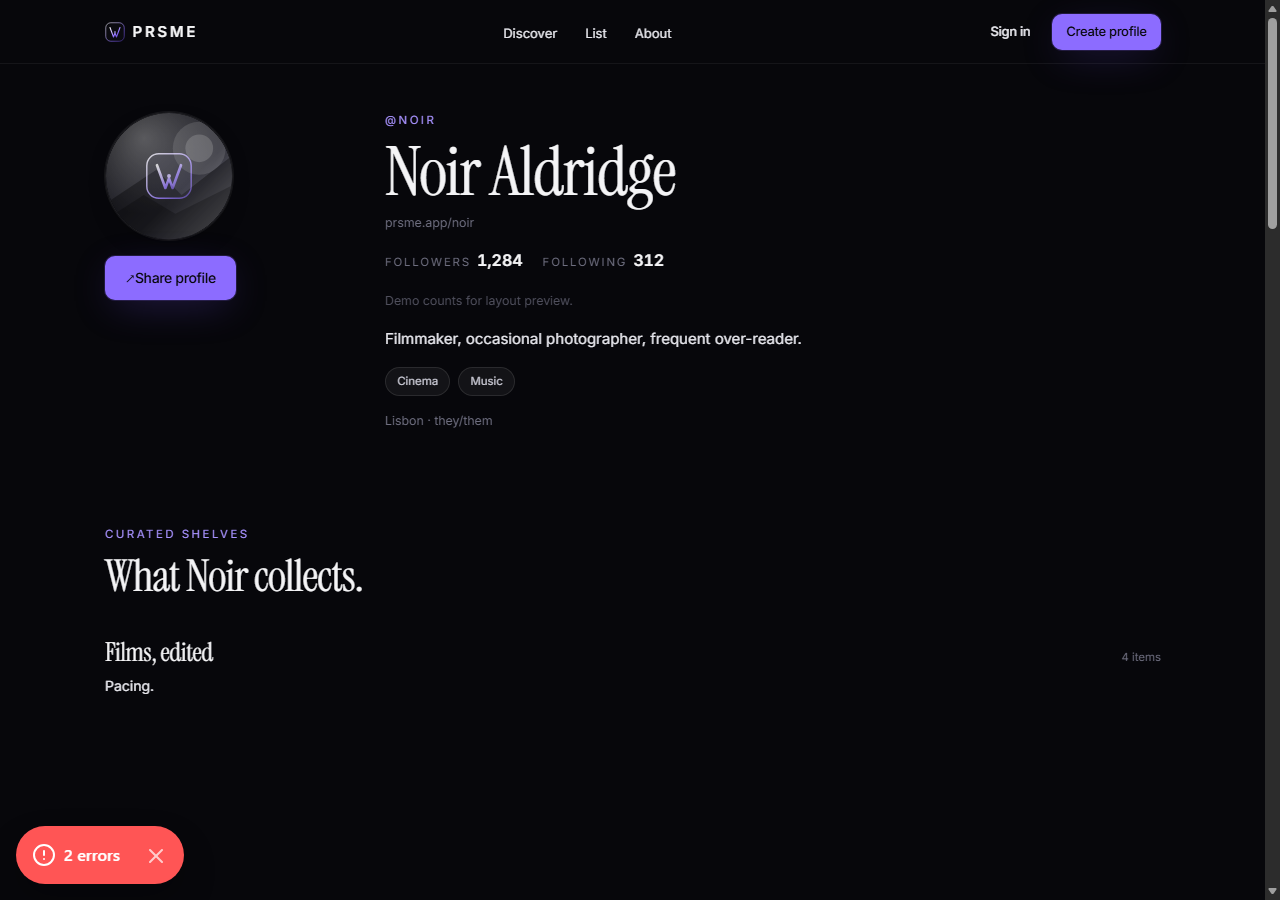 PRSME
Discover
List
About
Sign in
Create profile
@NOIR
Noir Aldridge
prsme.app/noir
FOLLOWERS 1,284 FOLLOWING 312
Demo counts for layout preview.
Filmmaker, occasional photographer, frequent over-reader.
Cinema
Music
Lisbon · they/them
↗Share profile
CURATED SHELVES
What Noir collects.
Films, edited
4 items
Pacing.
2 errors